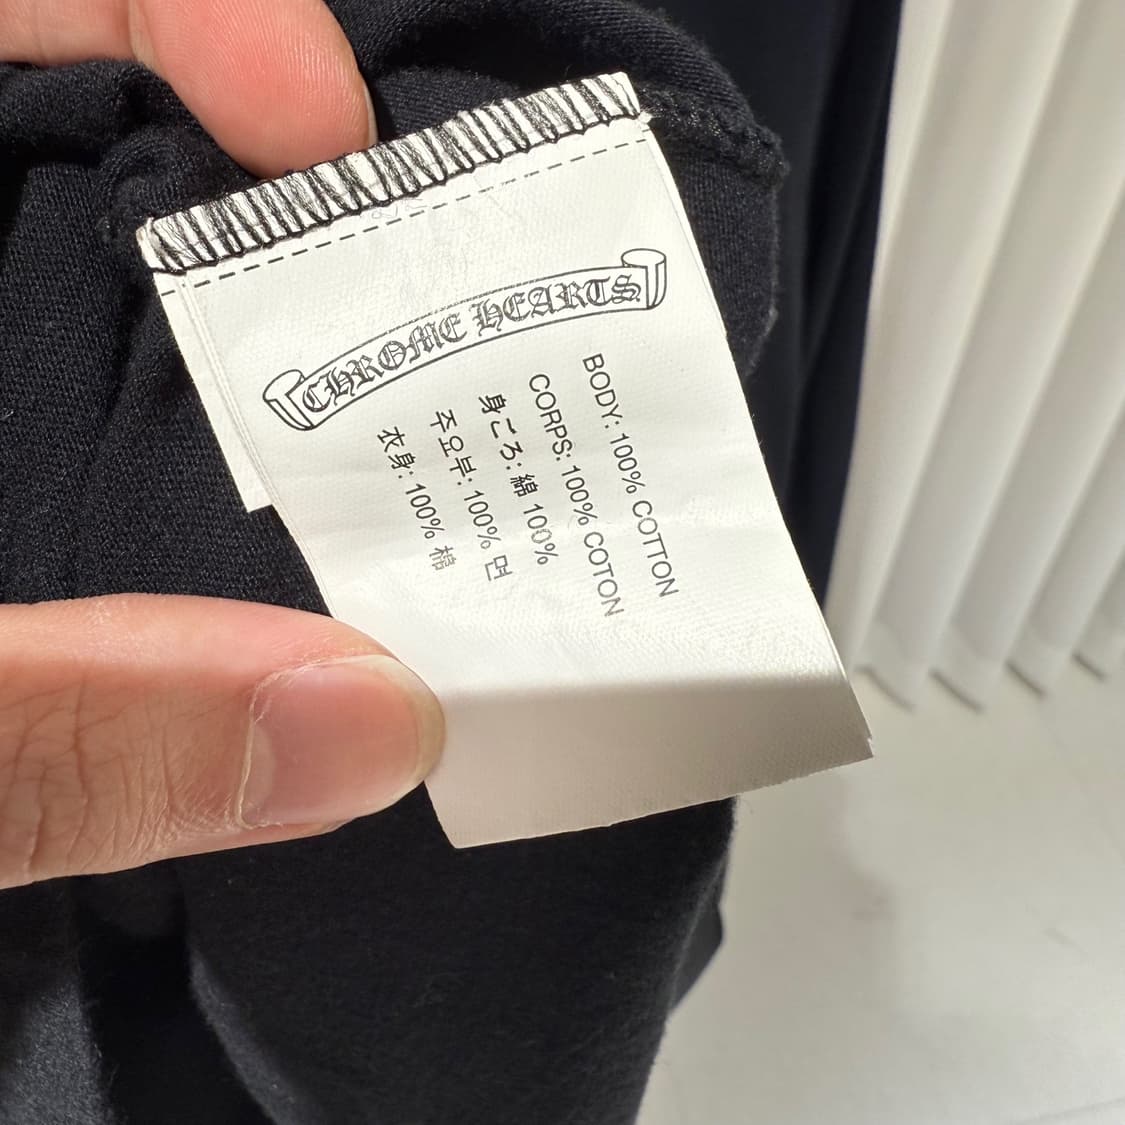 CHROME HEARTS
BODY: 100% COTTON
CORPS: 100% COTON
身ころ: 綿 100%
주요부: 100% 면
衣身: 100% 棉